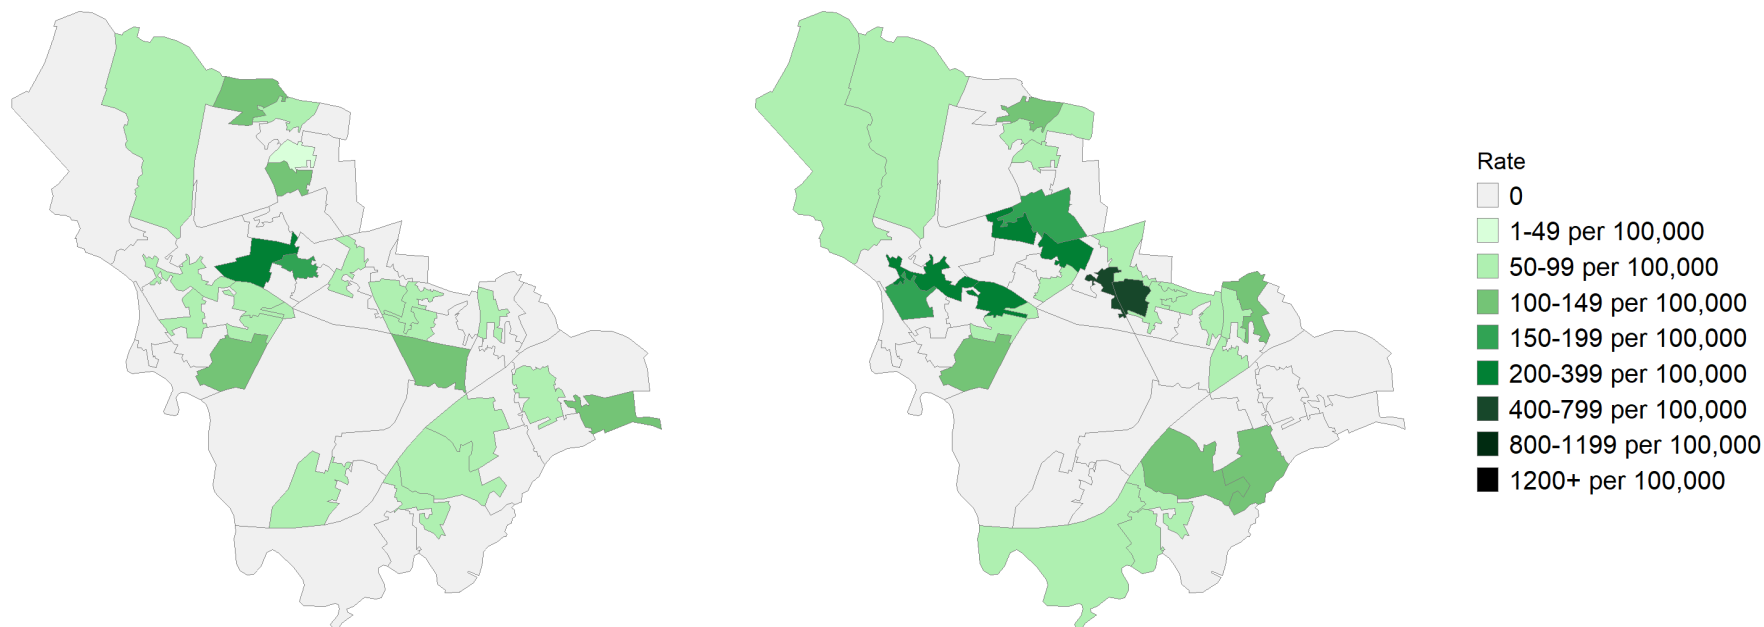 Rate
0
1-49 per 100,000
50-99 per 100,000
100-149 per 100,000
150-199 per 100,000
200-399 per 100,000
400-799 per 100,000
800-1199 per 100,000
1200+ per 100,000